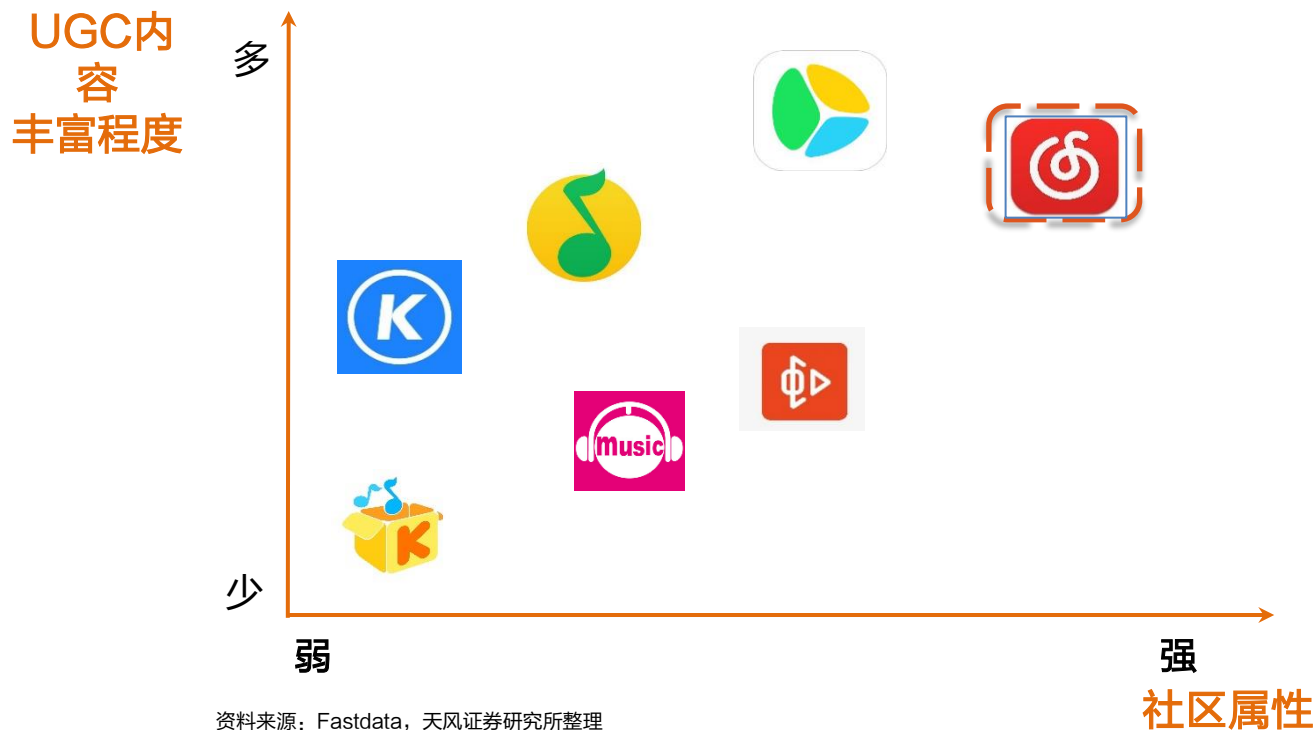 UGC内
容
丰富程度
多
K
music
K
少
弱
强
社区属性
资料来源：Fastdata，天风证券研究所整理